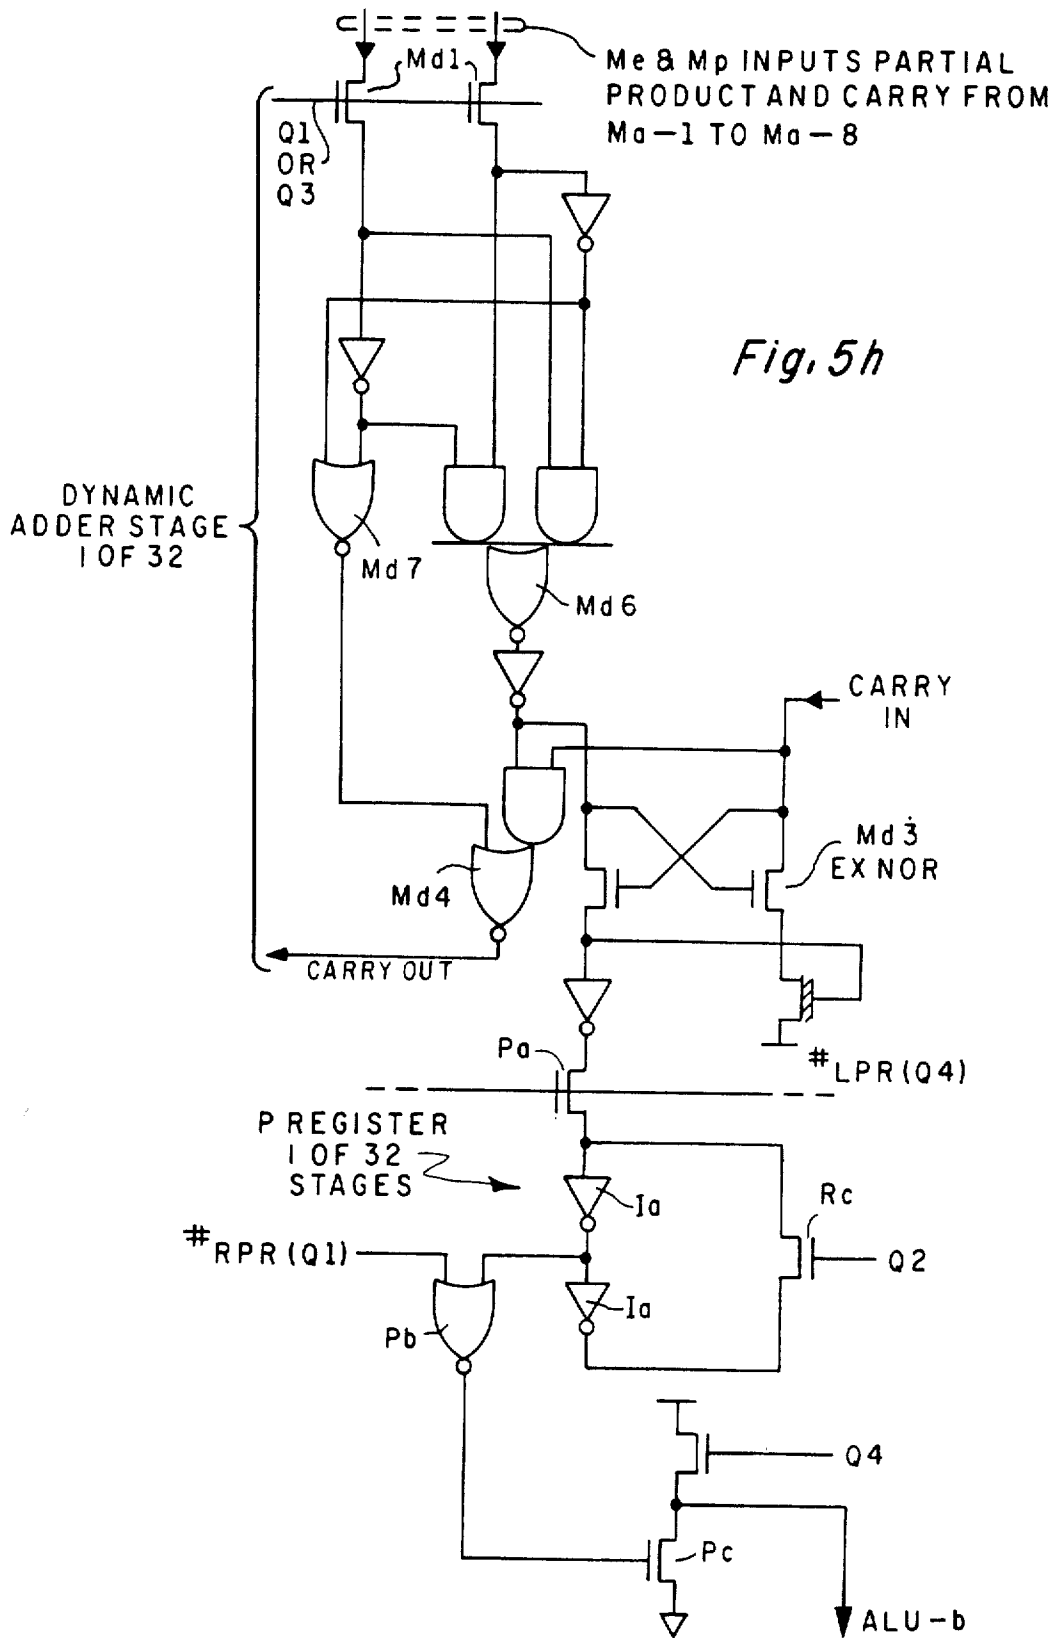 Md1
Me & Mp INPUTS PARTIAL
PRODUCT AND CARRY FROM
Ma-1 TO Ma-8
Q1
OR
Q3
Fig. 5h
DYNAMIC
ADDER STAGE
1 OF 32
Md7
Md6
CARRY
IN
Md3
EX NOR
Md4
CARRY OUT
Pa
#LPR(Q4)
P REGISTER
1 OF 32
STAGES
Ia
Rc
#RPR(Q1)
Q2
Ia
Pb
Q4
Pc
ALU-b